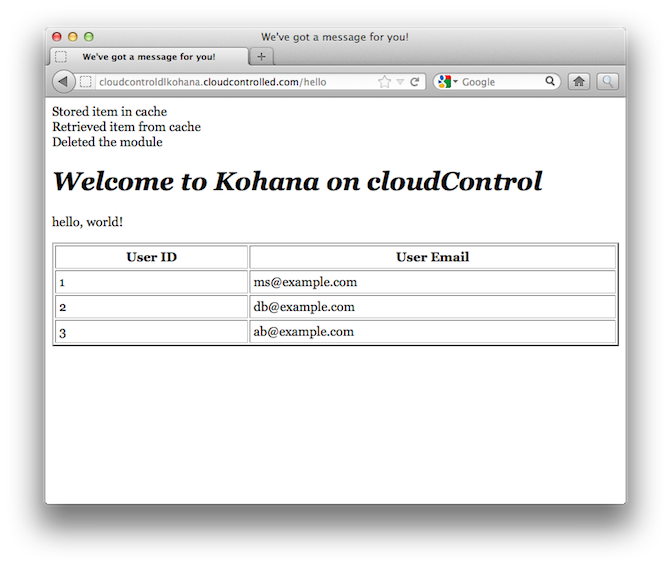 We've got a message for you!
We've got a message for you!
cloudcontroldlkohana.cloudcontrolled.com/hello
Google
Stored item in cache
Retrieved item from cache
Deleted the module
Welcome to Kohana on cloudControl
hello, world!
User ID User Email
1 ms@example.com
2 db@example.com
3 ab@example.com